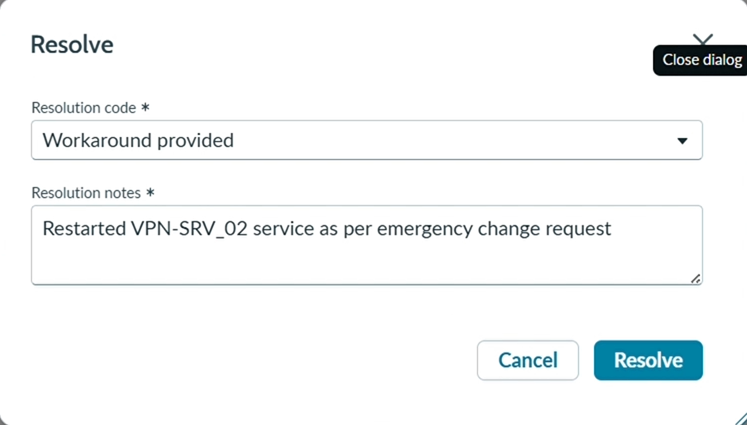 Resolve
Close dialog
Resolution code *
Workaround provided
Resolution notes *
Restarted VPN-SRV_02 service as per emergency change request
Cancel
Resolve